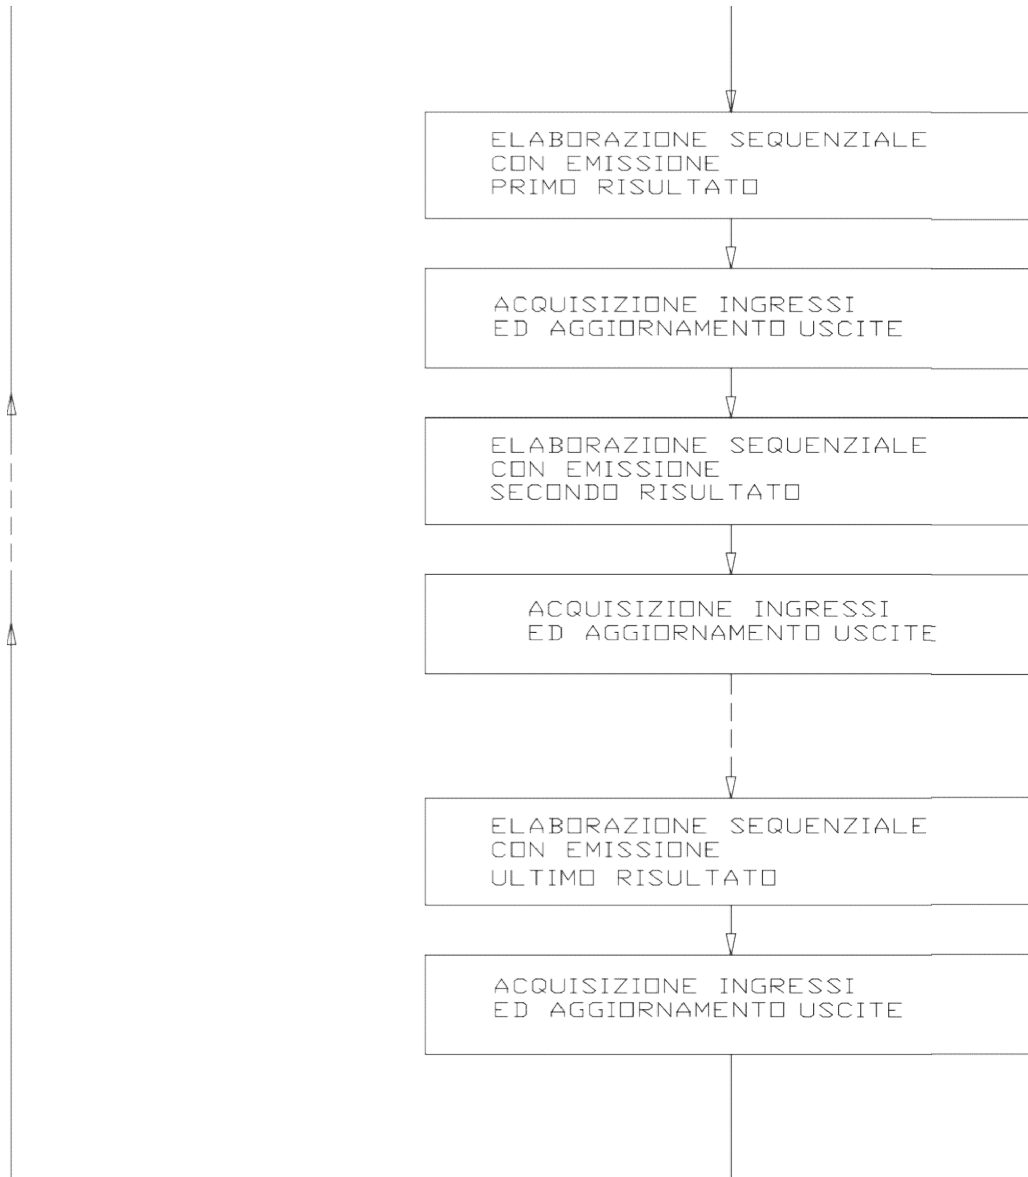 ELABORAZIONE SEQUENZIALE
CON EMISSIONE
PRIMO RISULTATO
ACQUISIZIONE INGRESSI
ED AGGIORNAMENTO USCITE
ELABORAZIONE SEQUENZIALE
CON EMISSIONE
SECONDO RISULTATO
ACQUISIZIONE INGRESSI
ED AGGIORNAMENTO USCITE
ELABORAZIONE SEQUENZIALE
CON EMISSIONE
ULTIMO RISULTATO
ACQUISIZIONE INGRESSI
ED AGGIORNAMENTO USCITE